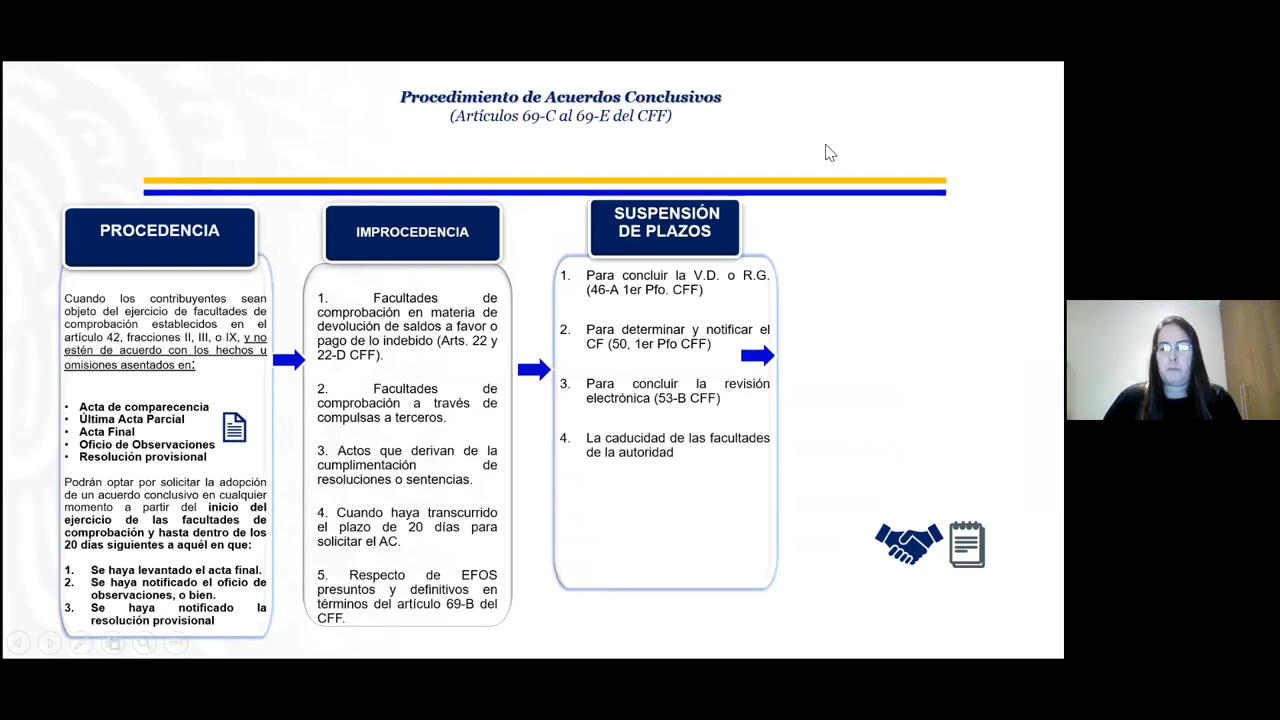 Procedimiento de Acuerdos Conclusivos
(Artículos 69-C al 69-E del CFF)
PROCEDENCIA
Cuando los contribuyentes sean
objeto del ejercicio de facultades de
comprobación establecidos en el
artículo 42, fracciones II, III, o IX, y no
estén de acuerdo con los hechos u
omisiones asentados en:
• Acta de comparecencia
• Última Acta Parcial
• Acta Final
• Oficio de Observaciones
• Resolución provisional
Podrán optar por solicitar la adopción
de un acuerdo conclusivo en cualquier
momento a partir del inicio del
ejercicio de las facultades de
comprobación y hasta dentro de los
20 días siguientes a aquél en que:
1. Se haya levantado el acta final.
2. Se haya notificado el oficio de
observaciones, o bien.
3. Se haya notificado la
resolución provisional
IMPROCEDENCIA
1. Facultades de
comprobación en materia de
devolución de saldos a favor o
pago de lo indebido (Arts. 22 y
22-D CFF).
2. Facultades de
comprobación a través de
compulsas a terceros.
3. Actos que derivan de la
cumplimentación de
resoluciones o sentencias.
4. Cuando haya transcurrido
el plazo de 20 días para
solicitar el AC.
5. Respecto de EFOS
presuntos y definitivos en
términos del artículo 69-B del
CFF.
SUSPENSIÓN
DE PLAZOS
1. Para concluir la V.D. o R.G.
(46-A 1er Pfo. CFF)
2. Para determinar y notificar el
CF (50, 1er Pfo CFF)
3. Para concluir la revisión
electrónica (53-B CFF)
4. La caducidad de las facultades
de la autoridad